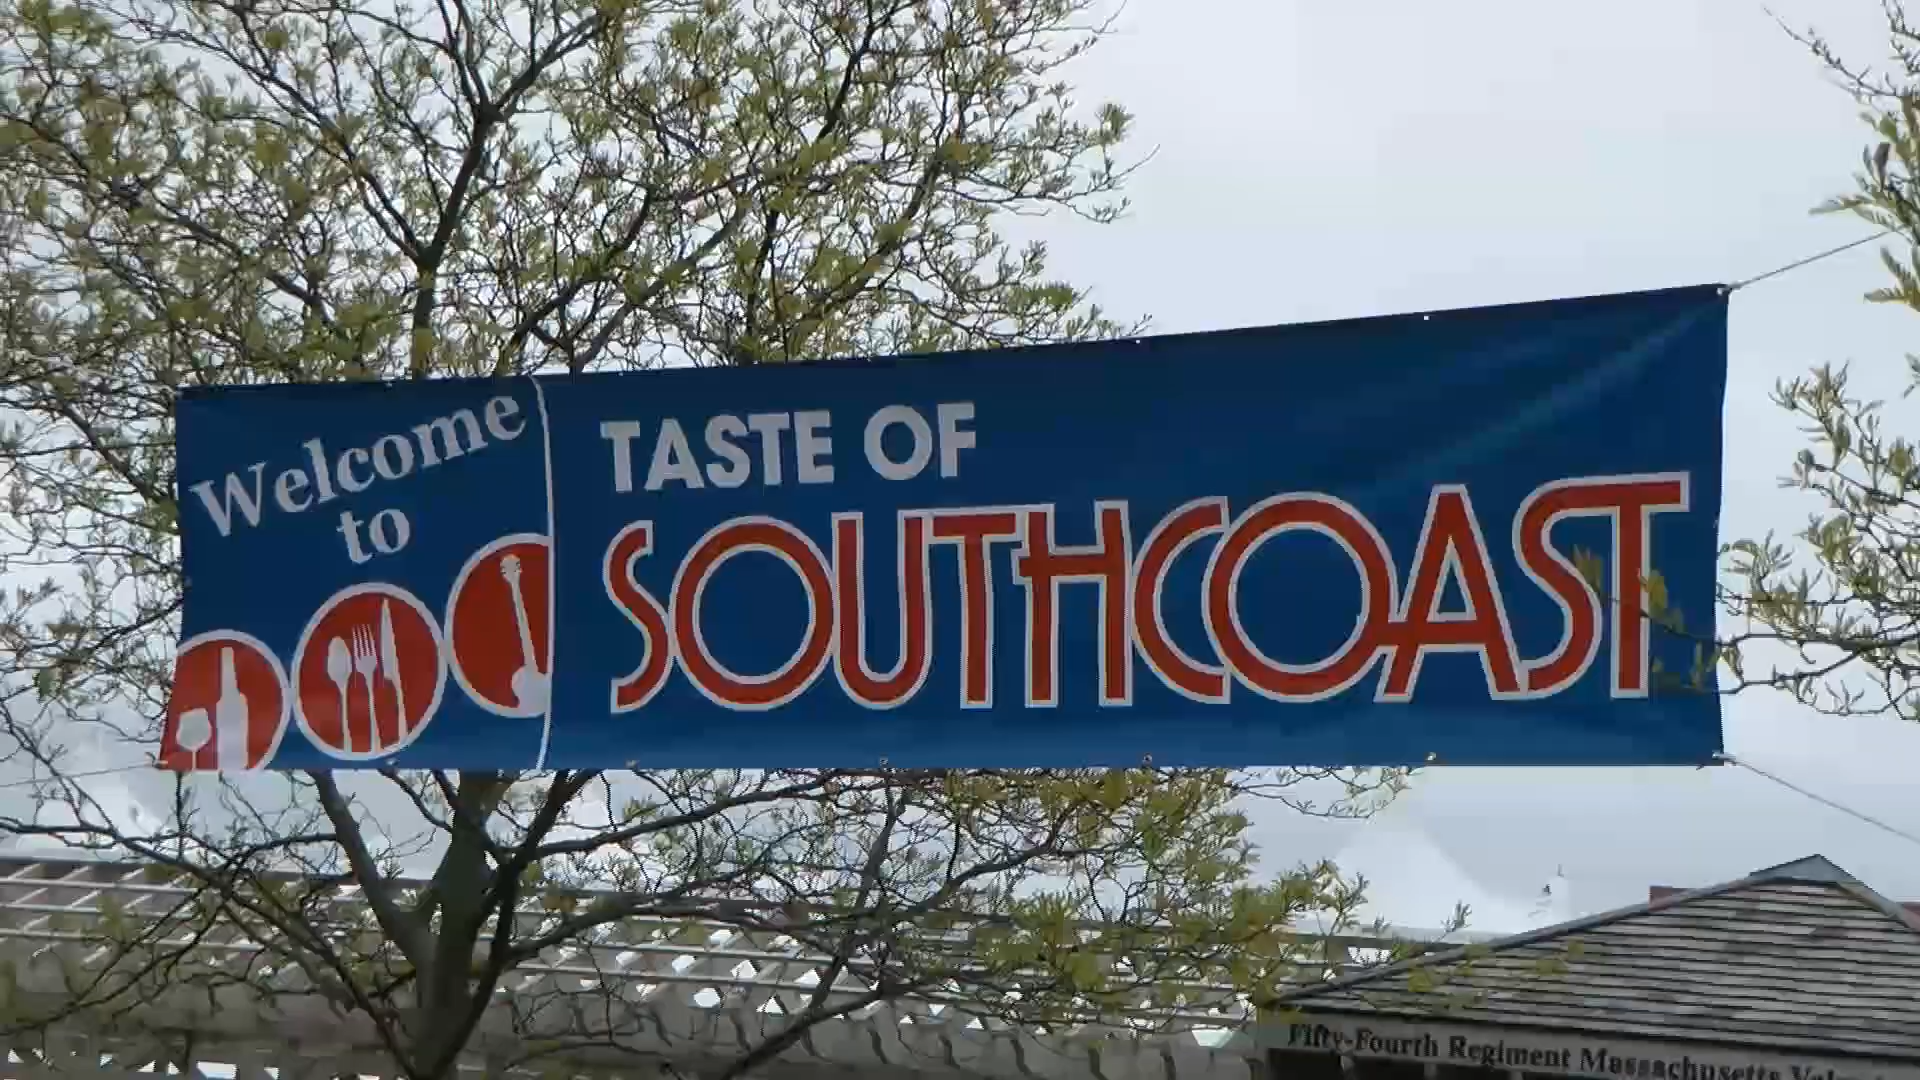 Welcome
to
TASTE OF
SOUTHCOAST
Fifty-Fourth Regiment Massachusetts